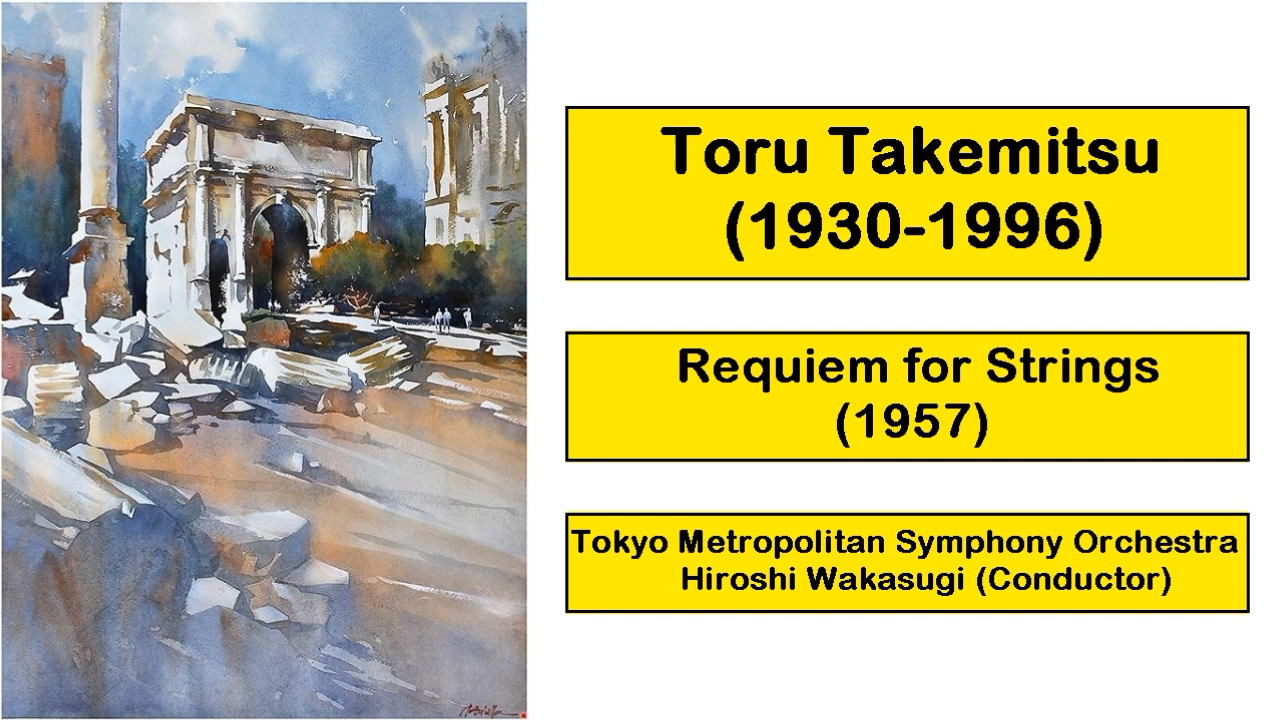 Toru Takemitsu
(1930-1996)
Requiem for Strings
(1957)
Tokyo Metropolitan Symphony Orchestra
Hiroshi Wakasugi (Conductor)